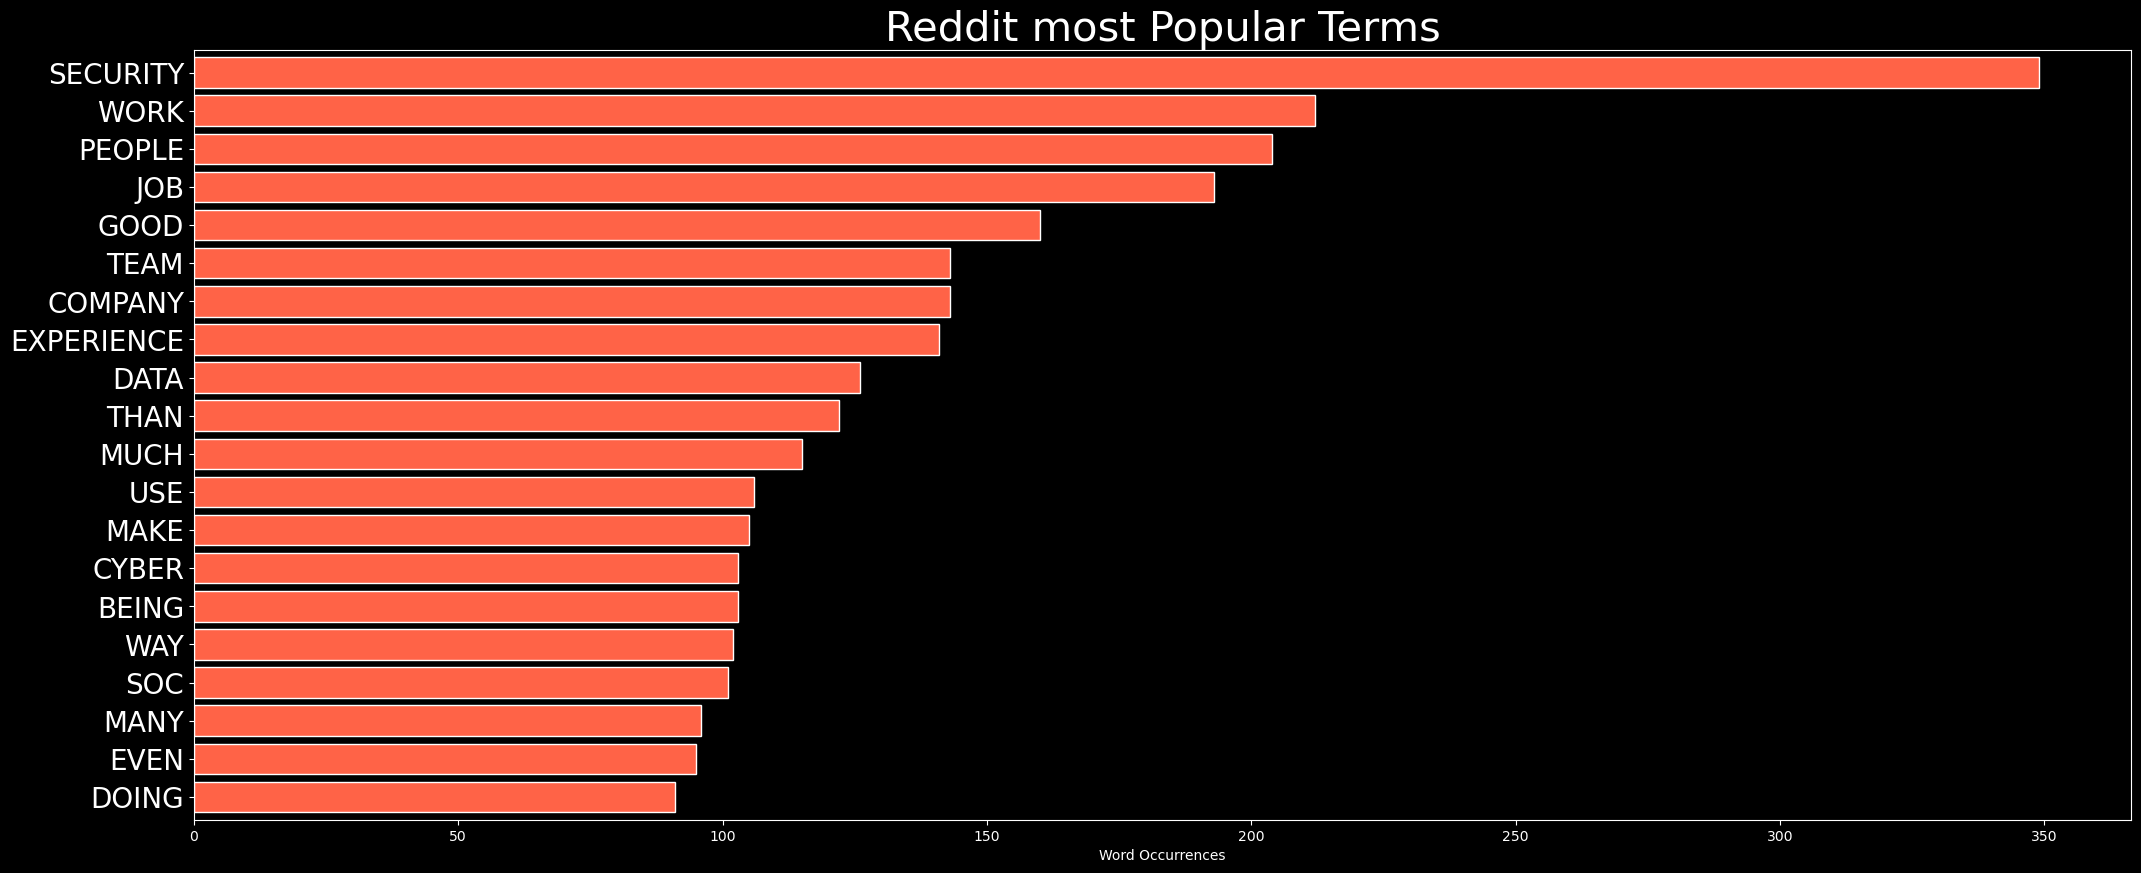 Reddit most Popular Terms
SECURITY
WORK
PEOPLE
JOB
GOOD
TEAM
COMPANY
EXPERIENCE
DATA
THAN
MUCH
USE
MAKE
CYBER
BEING
WAY
SOC
MANY
EVEN
DOING
0 50 100 150 200 250 300 350
Word Occurrences